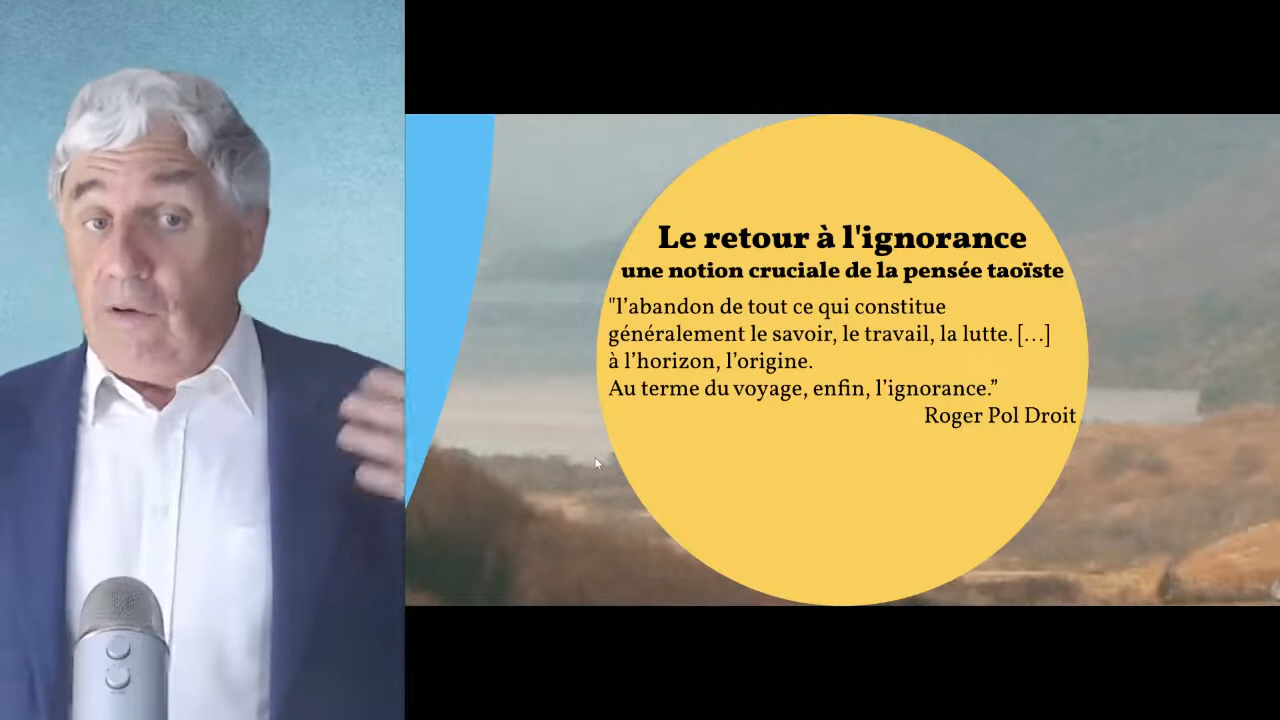 Le retour à l'ignorance
une notion cruciale de la pensée taoïste
"l’abandon de tout ce qui constitue
généralement le savoir, le travail, la lutte. […]
à l’horizon, l’origine.
Au terme du voyage, enfin, l’ignorance.”
Roger Pol Droit